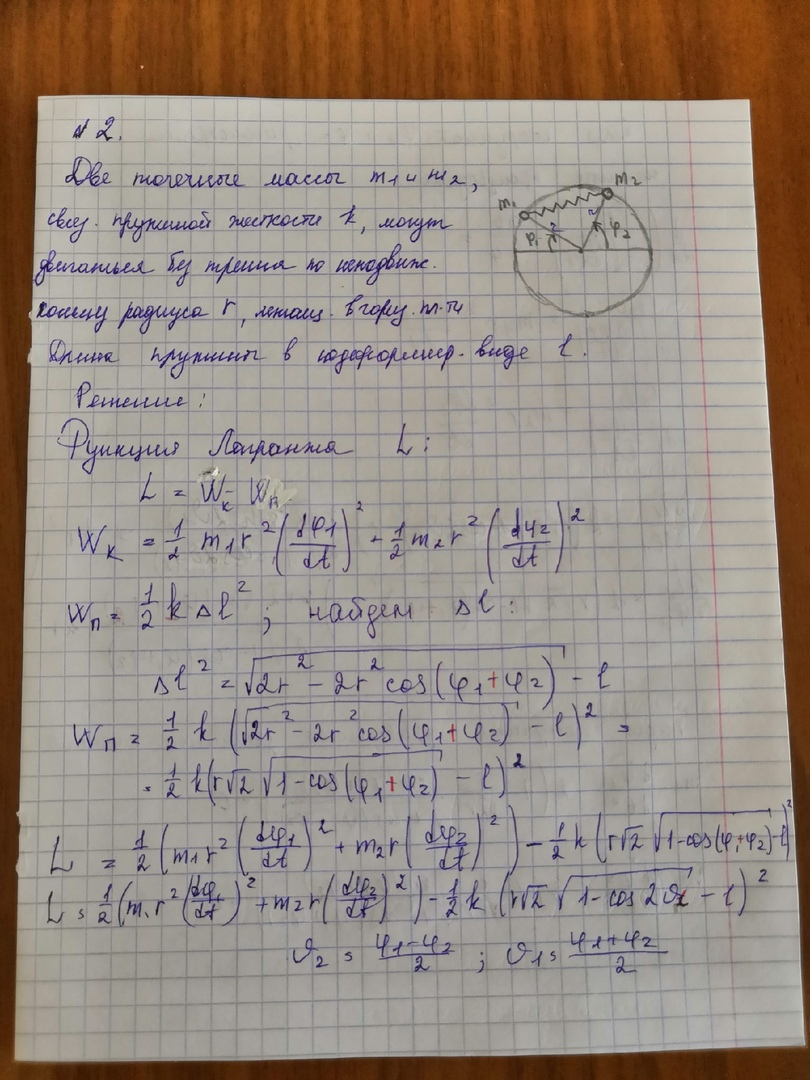 №2.
Две точечные массы m₁ и m₂,
связ. пружиной жесткости k, могут
двигаться без трения по неподвиж.
кольцу радиуса r, лежащ. в гориз. пл-ти
Длина пружины в недеформир. виде l.
m₁ m₂
φ₁ r r φ₂
Решение:
Функция Лагранжа L:
L = Wк - Wп
Wк = 1/2 m₁r² (dφ₁/dt)² + 1/2 m₂r² (dφ₂/dt)²
Wп = 1/2 kΔl² ; найдем Δl:
Δl² = √(2r² - 2r² cos(φ₁+φ₂)) - l
Wп = 1/2 k (√(2r² - 2r² cos(φ₁+φ₂)) - l)² =
= 1/2 k(r√2 √(1-cos(φ₁+φ₂)) - l)²
L = 1/2 (m₁r² (dφ₁/dt)² + m₂r (dφ₂/dt)²) - 1/2 k (r√2 √(1-cos(φ₁+φ₂)) - l)²
L = 1/2 (m₁r² (dφ₁/dt)² + m₂r (dφ₂/dt)²) - 1/2 k (r√2 √(1-cos2ϑ₁) - l)²
ϑ₂ = (φ₁-φ₂)/2 ; ϑ₁ = (φ₁+φ₂)/2